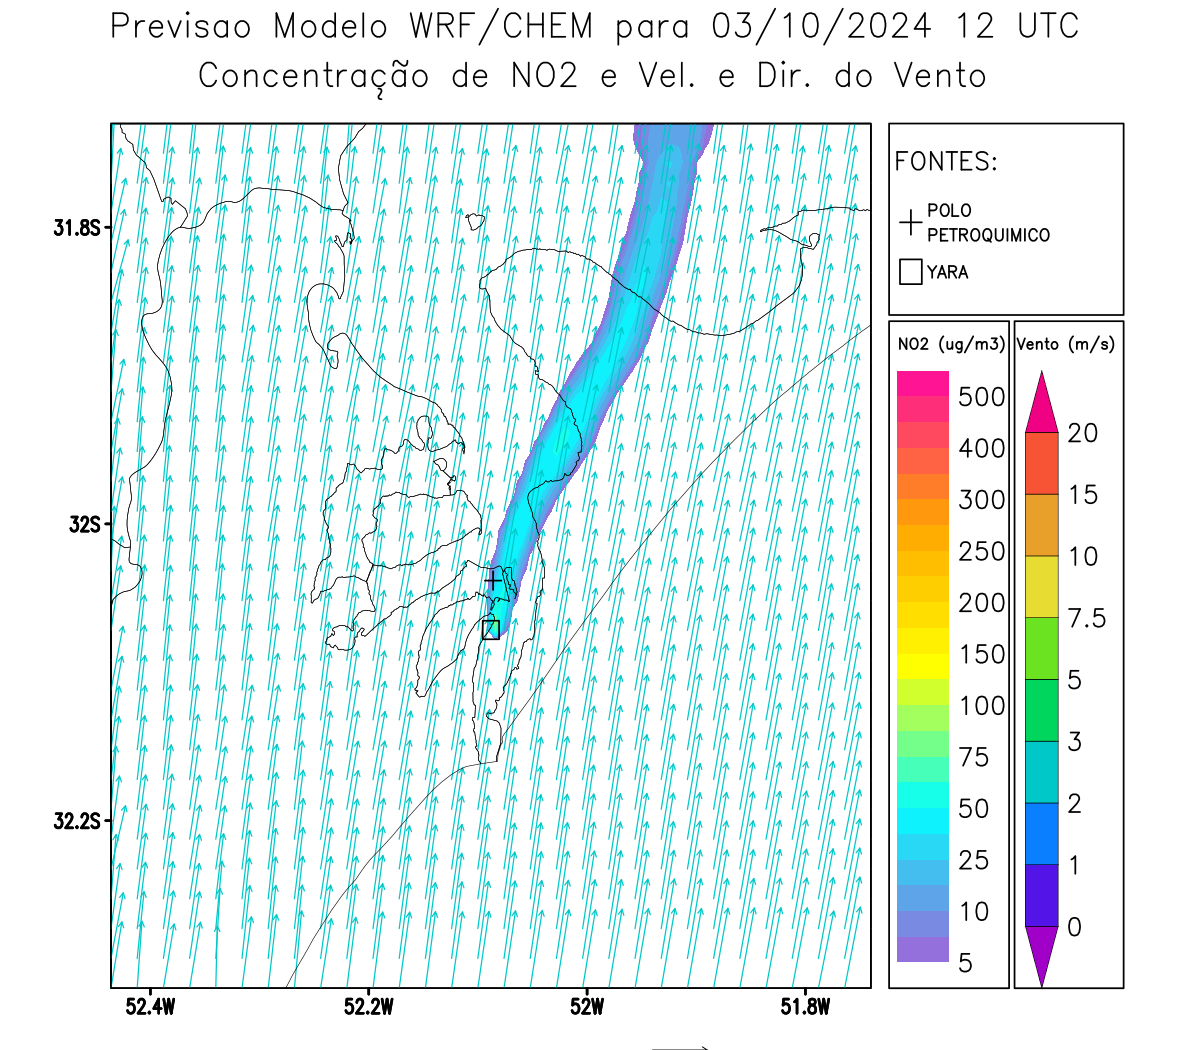 Previsao Modelo WRF/CHEM para 03/10/2024 12 UTC
Concentração de NO2 e Vel. e Dir. do Vento
FONTES:
POLO
PETROQUIMICO
YARA
31.8S
32S
32.2S
52.4W
52.2W
52W
51.8W
NO2 (ug/m3)
500
400
300
250
200
150
100
75
50
25
10
5
Vento (m/s)
20
15
10
7.5
5
3
2
1
0